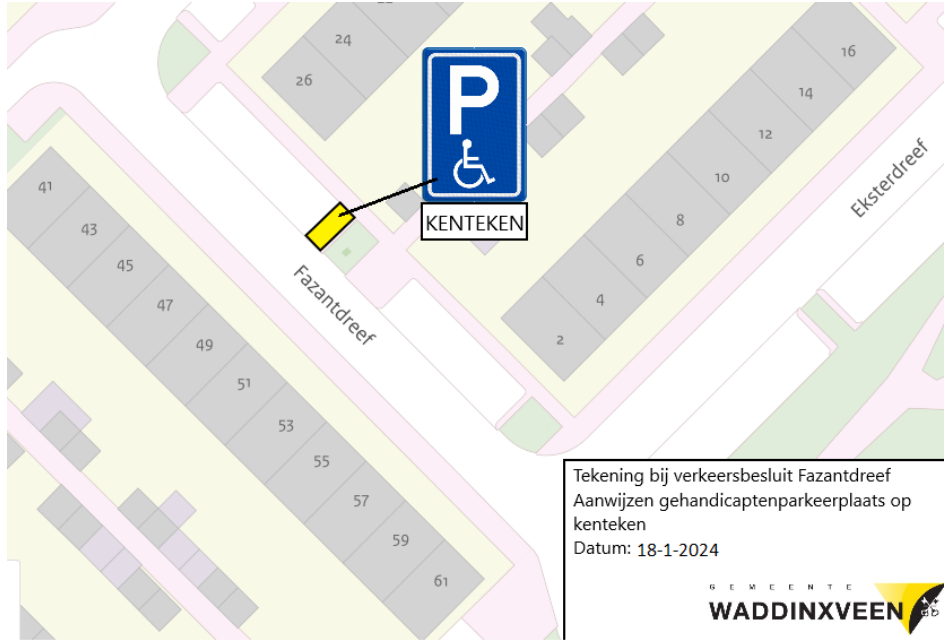 24
26
16
14
12
10
8
6
4
2
P
KENTEKEN
Eksterdreef
Fazantdreef
41
43
45
47
49
51
53
55
57
59
61
Tekening bij verkeersbesluit Fazantdreef
Aanwijzen gehandicaptenparkeerplaats op
kenteken
Datum: 18-1-2024
GEMEENTE
WADDINXVEEN